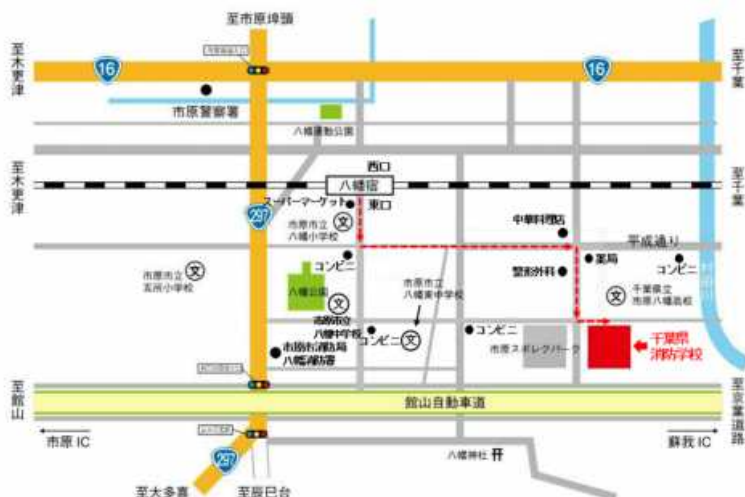 至市原埠頭
至木更津
16
16
至千葉
市原警察署
八幡運動公園
西口
八幡宿
至木更津
至千葉
297
スーパーマーケット
東口
市原市立
八幡小学校
文
中華料理店
平成通り
コンビニ
薬局
コンビニ
市原市立
五所小学校
文
八幡公園
市原市立
八幡東中学校
整形外科
文
千葉県立
市原八幡高校
文
市原市立
八幡中学校
コンビニ
文
コンビニ
市原スポレクパーク
千葉県
消防学校
市原市消防局
八幡消防署
至館山
館山自動車道
至京葉道路
市原 IC
蘇我 IC
297
八幡神社
至大多喜
至辰巳台